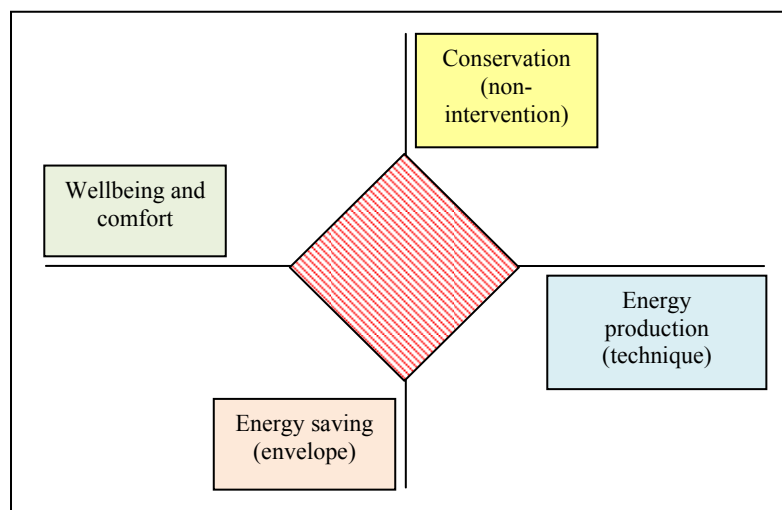 Conservation
(non-
intervention)
Wellbeing and
comfort
Energy
production
(technique)
Energy saving
(envelope)